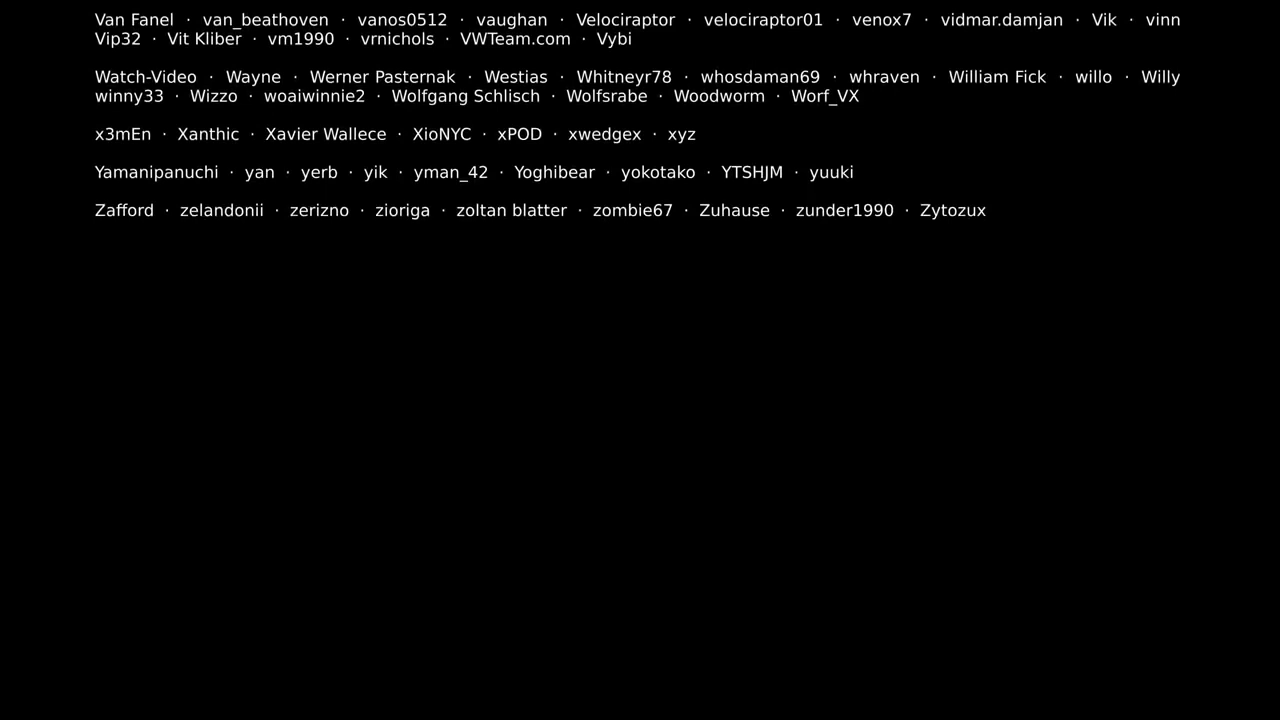 Van Fanel · van_beathoven · vanos0512 · vaughan · Velociraptor · velociraptor01 · venox7 · vidmar.damjan · Vik · vinn
Vip32 · Vit Kliber · vm1990 · vrnichols · VWTeam.com · Vybi
Watch-Video · Wayne · Werner Pasternak · Westias · Whitneyr78 · whosdaman69 · whraven · William Fick · willo · Willy
winny33 · Wizzo · woaiwinnie2 · Wolfgang Schlisch · Wolfsrabe · Woodworm · Worf_VX
x3mEn · Xanthic · Xavier Wallece · XioNYC · xPOD · xwedgex · xyz
Yamanipanuchi · yan · yerb · yik · yman_42 · Yoghibear · yokotako · YTSHJM · yuuki
Zafford · zelandonii · zerizno · zioriga · zoltan blatter · zombie67 · Zuhause · zunder1990 · Zytozux